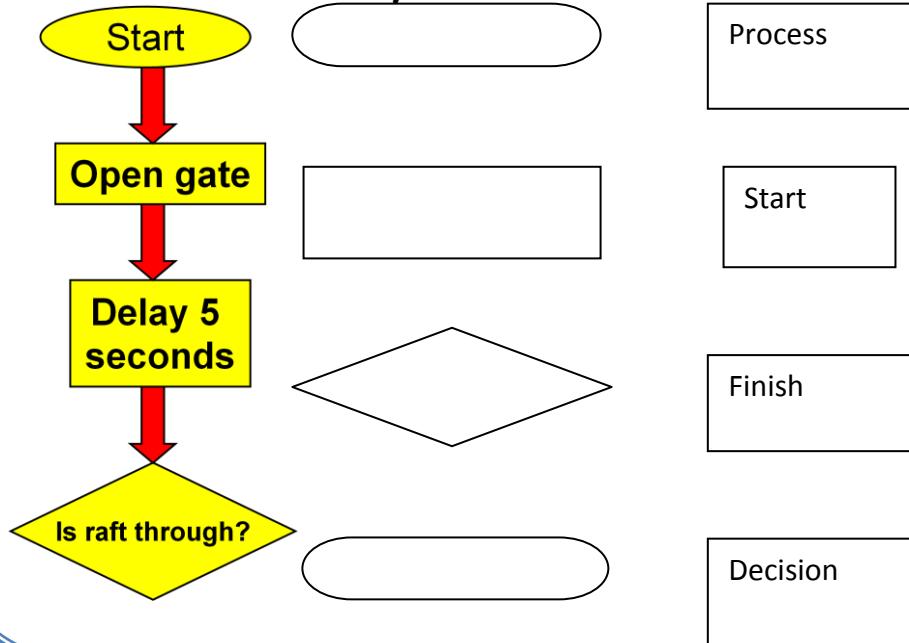 Start
Open gate
Delay 5
seconds
Is raft through?
Process
Start
Finish
Decision